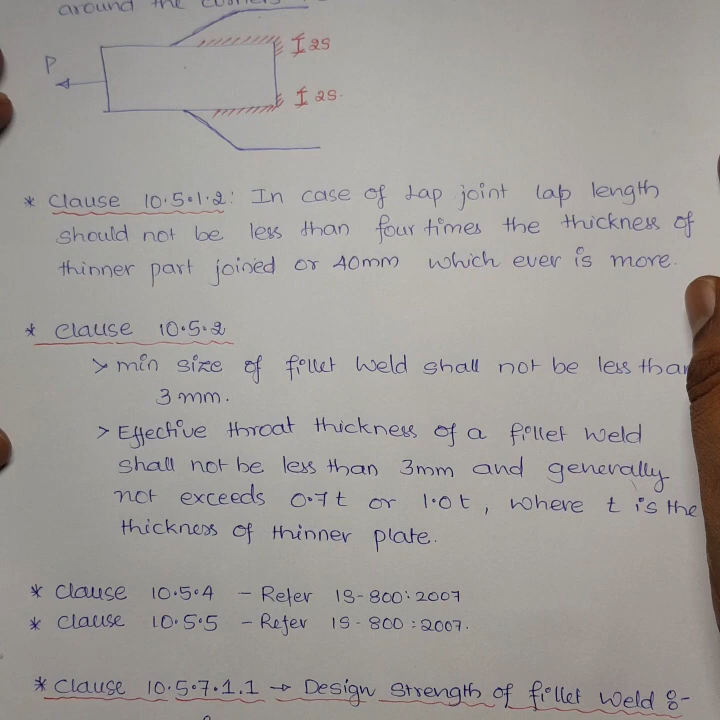 around the corners
P
2s
2s.
* Clause 10.5.1.2: In case of Lap joint lap length
should not be less than four times the thickness of
thinner part joined or 40mm which ever is more.
* Clause 10.5.2
> min size of fillet weld shall not be less than
3 mm.
> Effective throat thickness of a fillet weld
shall not be less than 3mm and generally
not exceeds 0.7t or 1.0t, where t is the
thickness of thinner plate.
* Clause 10.5.4 - Refer IS-800:2007
* Clause 10.5.5 - Refer IS-800:2007.
* Clause 10.5.7.1.1 → Design strength of fillet weld :-